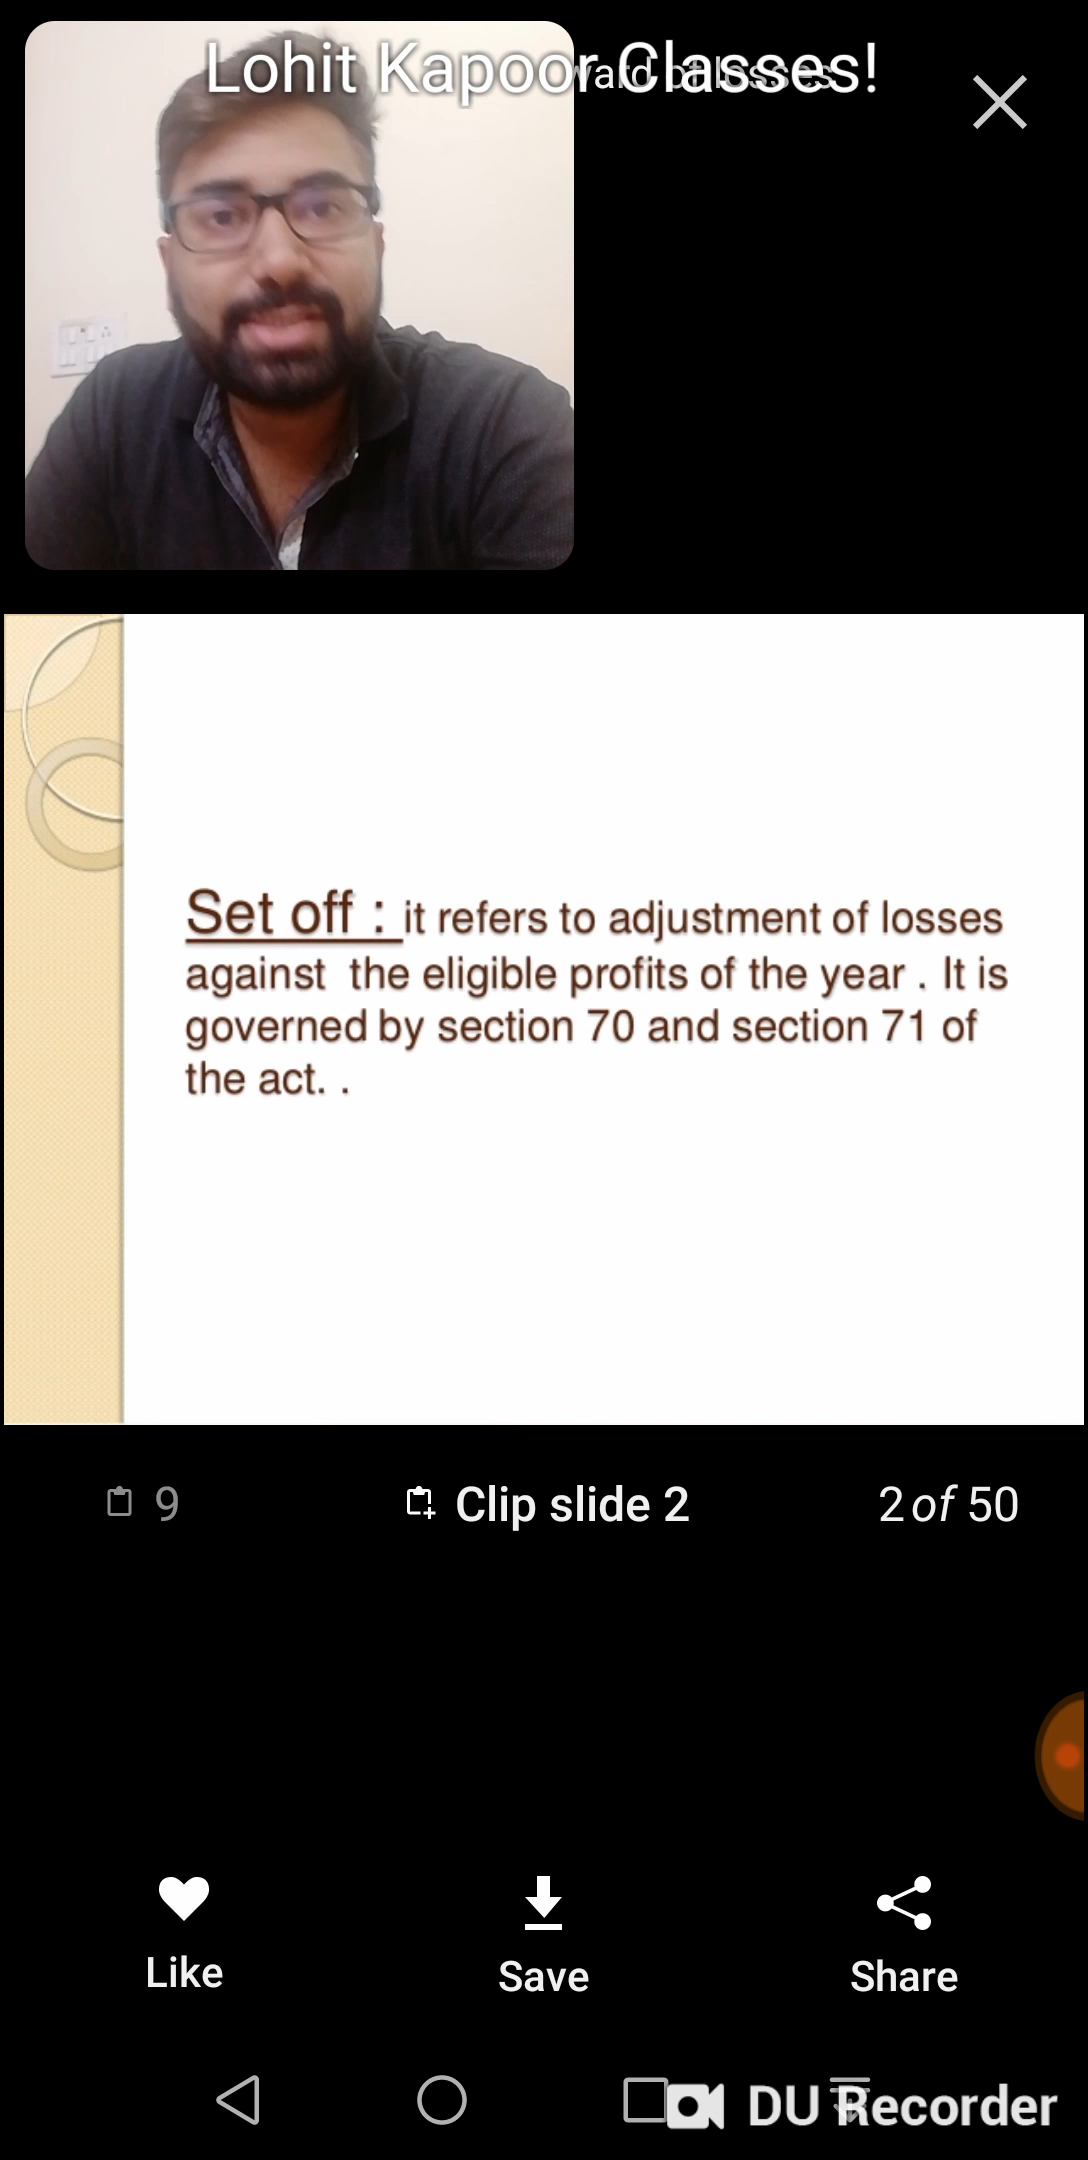 Lohit Kapoor Classes!
of losses
Set off : it refers to adjustment of losses
against the eligible profits of the year . It is
governed by section 70 and section 71 of
the act. .
9
Clip slide 2
2 of 50
Like
Save
Share
DU Recorder